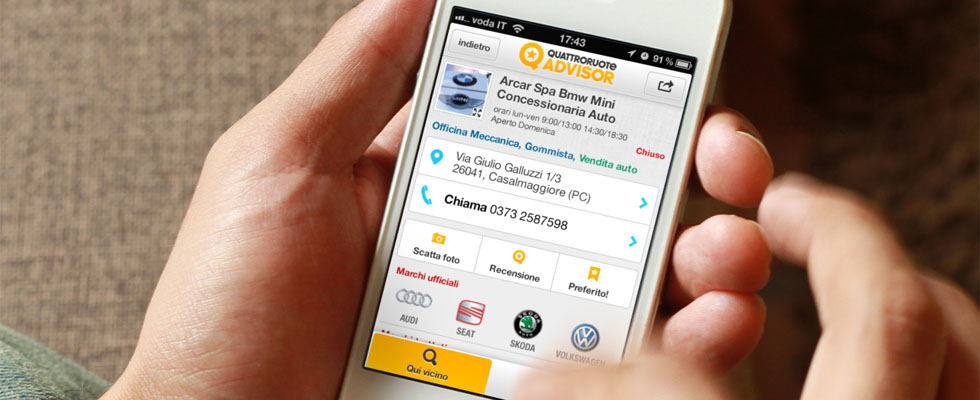 voda IT 17:43 91 %
indietro
QUATTRORUOTE
ADVISOR
Arcar Spa Bmw Mini
Concessionaria Auto
orari lun-ven 9:00/13:00 14:30/18:30
Aperto Domenica
Chiuso
Officina Meccanica, Gommista, Vendita auto
Via Giulio Galluzzi 1/3
26041, Casalmaggiore (PC)
Chiama 0373 2587598
Scatta foto
Recensione
Preferito!
Marchi ufficiali
AUDI
SEAT
SKODA
VOLKSWAGEN
Qui vicino